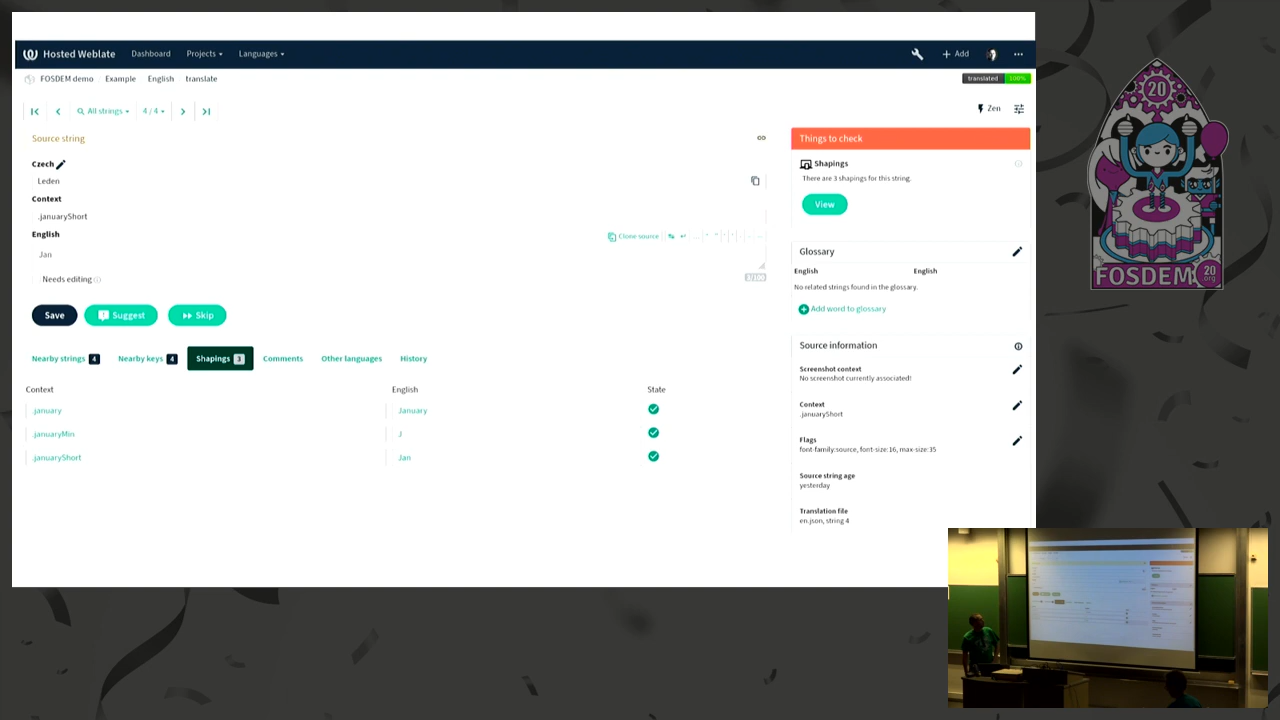 Hosted Weblate Dashboard Projects Languages Add
FOSDEM demo Example English translate translated 100%
All strings 4 / 4 Zen
Source string
Czech
Leden
Context
.januaryShort
English
Clone source
Jan
3/100
Needs editing
Save Suggest Skip
Nearby strings 4 Nearby keys 4 Shapings 3 Comments Other languages History
Context English State
.january January
.januaryMin J
.januaryShort Jan
Things to check
Shapings
There are 3 shapings for this string.
View
Glossary
English English
No related strings found in the glossary.
Add word to glossary
Source information
Screenshot context
No screenshot currently associated!
Context
.januaryShort
Flags
font-family:source, font-size:16, max-size:35
Source string age
yesterday
Translation file
en.json, string 4
20
FOSDEM 20
.org